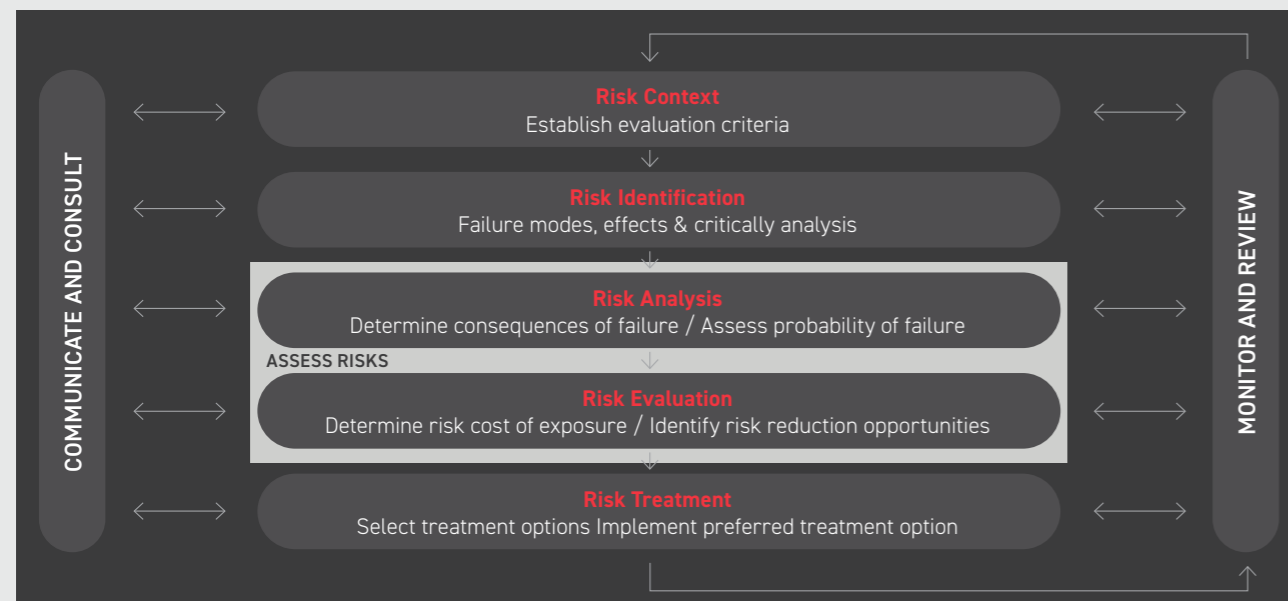 COMMUNICATE AND CONSULT
Risk Context
Establish evaluation criteria
Risk Identification
Failure modes, effects & critically analysis
Risk Analysis
Determine consequences of failure / Assess probability of failure
ASSESS RISKS
Risk Evaluation
Determine risk cost of exposure / Identify risk reduction opportunities
Risk Treatment
Select treatment options Implement preferred treatment option
MONITOR AND REVIEW